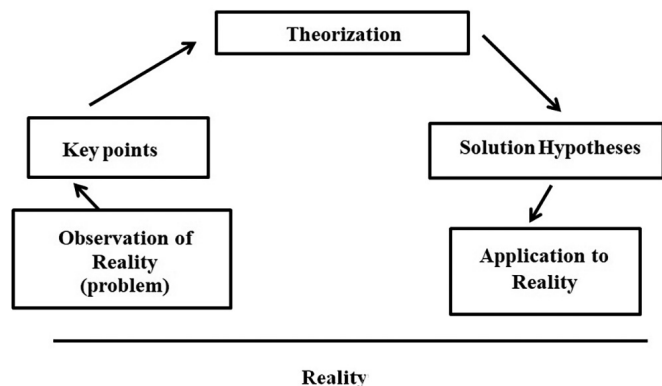 Theorization
Key points
Solution Hypotheses
Observation of
Reality
(problem)
Application to
Reality
Reality